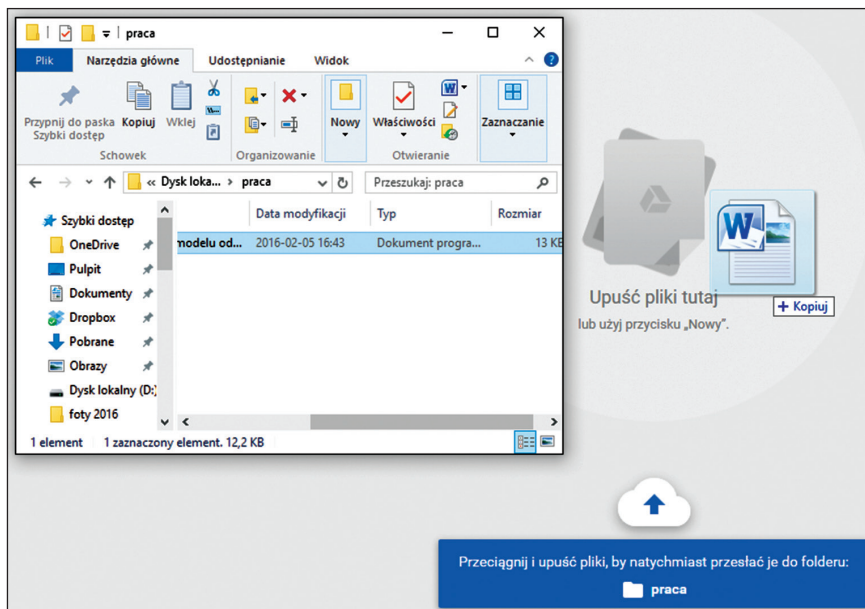 praca
Plik Narzędzia główne Udostępnianie Widok
Przypnij do paska Szybki dostęp
Kopiuj
Wklej
Nowy
Właściwości
Zaznaczanie
Schowek Organizowanie Otwieranie
« Dysk loka... › praca
Przeszukaj: praca
Data modyfikacji Typ Rozmiar
modelu od... 2016-02-05 16:43 Dokument progra... 13 KB
Szybki dostęp
OneDrive
Pulpit
Dokumenty
Dropbox
Pobrane
Obrazy
Dysk lokalny (D:)
foty 2016
1 element 1 zaznaczony element. 12,2 KB
W
Upuść pliki tutaj
+ Kopiuj
lub użyj przycisku „Nowy”.
Przeciągnij i upuść pliki, by natychmiast przesłać je do folderu:
praca